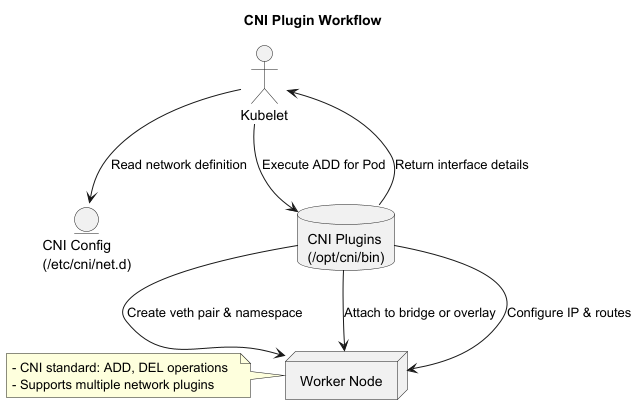 CNI Plugin Workflow
Kubelet
Read network definition
Execute ADD for Pod
Return interface details
CNI Config
(/etc/cni/net.d)
CNI Plugins
(/opt/cni/bin)
Create veth pair & namespace
Attach to bridge or overlay
Configure IP & routes
- CNI standard: ADD, DEL operations
- Supports multiple network plugins
Worker Node